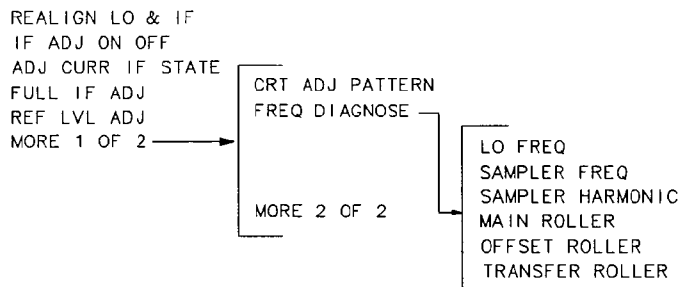 REALIGN LO & IF
IF ADJ ON OFF
ADJ CURR IF STATE
FULL IF ADJ
REF LVL ADJ
MORE 1 OF 2
CRT ADJ PATTERN
FREQ DIAGNOSE
MORE 2 OF 2
LO FREQ
SAMPLER FREQ
SAMPLER HARMONIC
MAIN ROLLER
OFFSET ROLLER
TRANSFER ROLLER